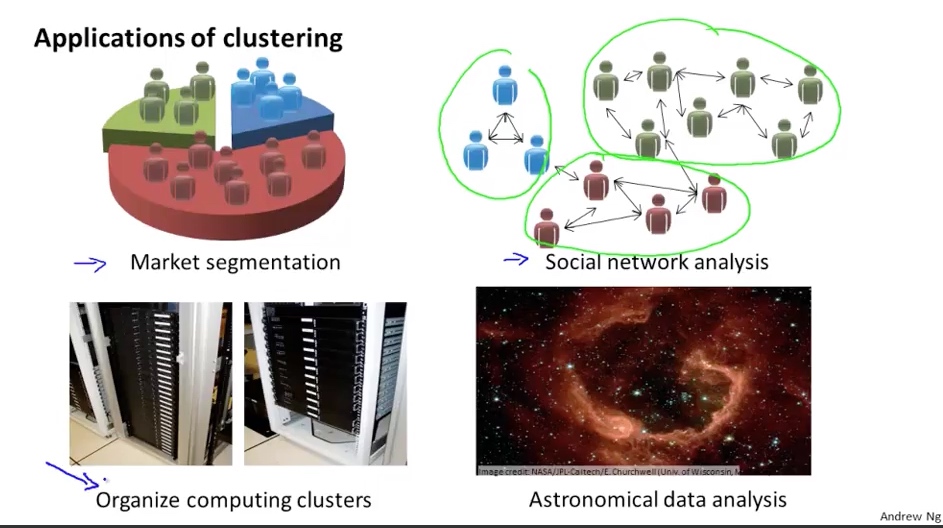 Applications of clustering
Market segmentation
Social network analysis
Image credit: NASA/JPL-Caltech/E. Churchwell (Univ. of Wisconsin,
Organize computing clusters
Astronomical data analysis
Andrew Ng